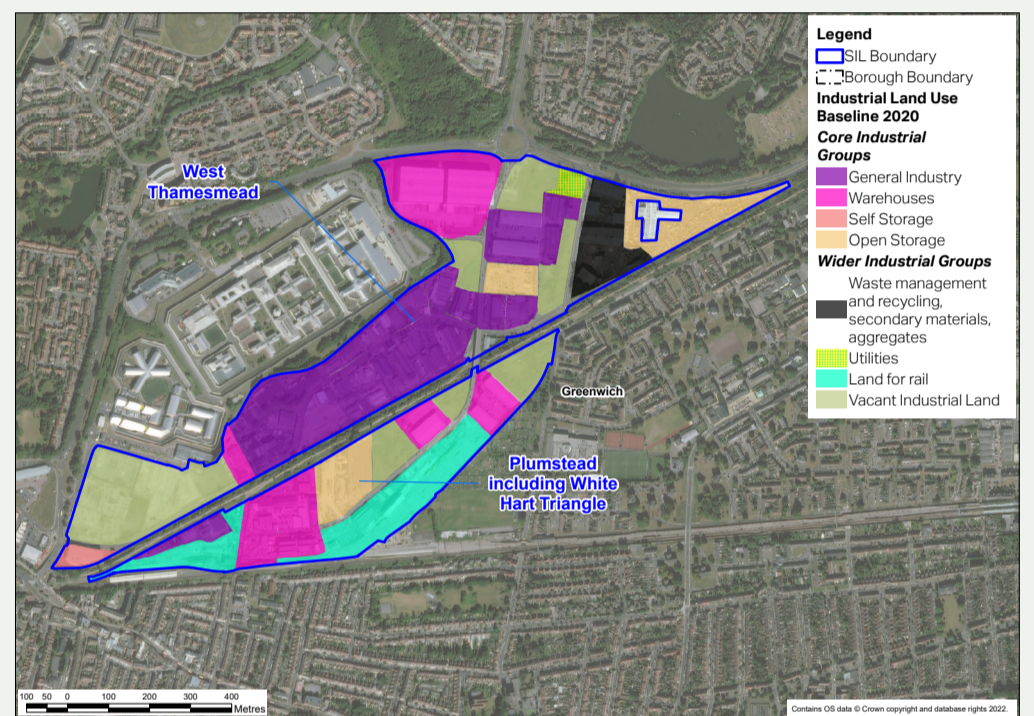 Legend
SIL Boundary
Borough Boundary
Industrial Land Use
Baseline 2020
Core Industrial
Groups
General Industry
Warehouses
Self Storage
Open Storage
Wider Industrial Groups
Waste management
and recycling,
secondary materials,
aggregates
Utilities
Land for rail
Vacant Industrial Land
West
Thamesmead
Greenwich
Plumstead
including White
Hart Triangle
100 50 0 100 200 300 400
Metres
Contains OS data © Crown copyright and database rights 2022.